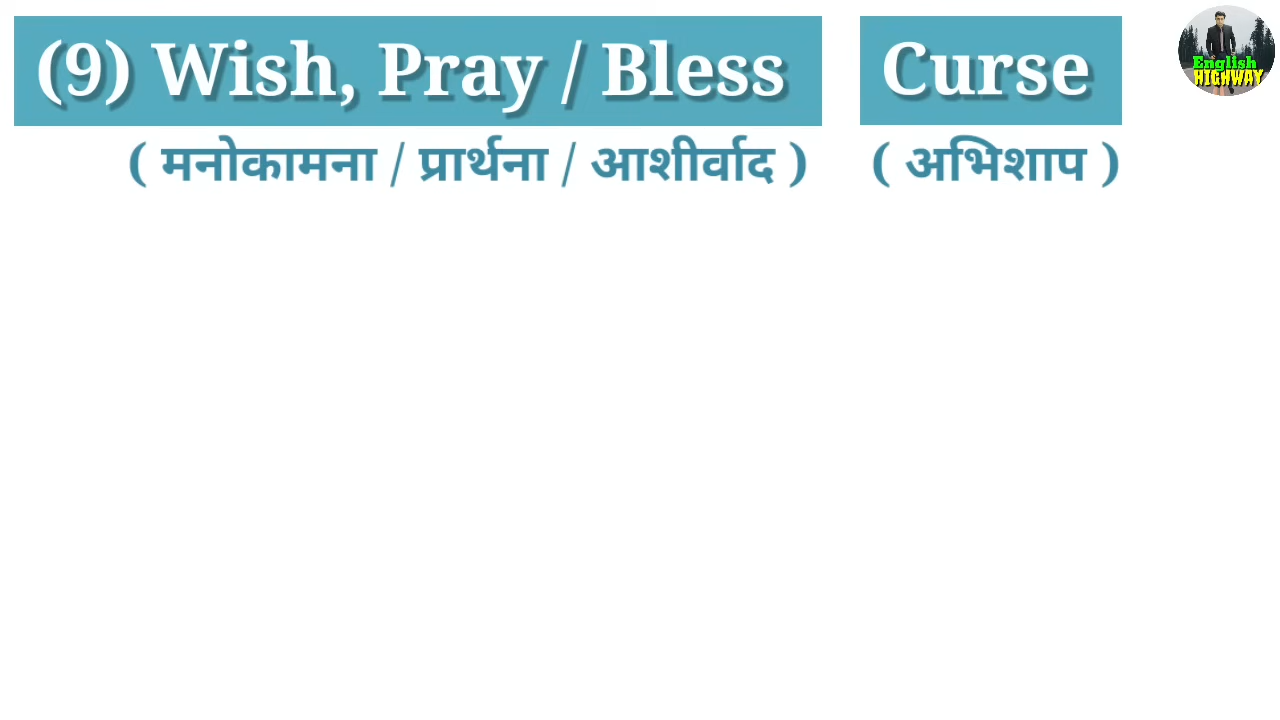 (9) Wish, Pray / Bless Curse
( मनोकामना / प्रार्थना / आशीर्वाद ) ( अभिशाप )
English
HIGHWAY